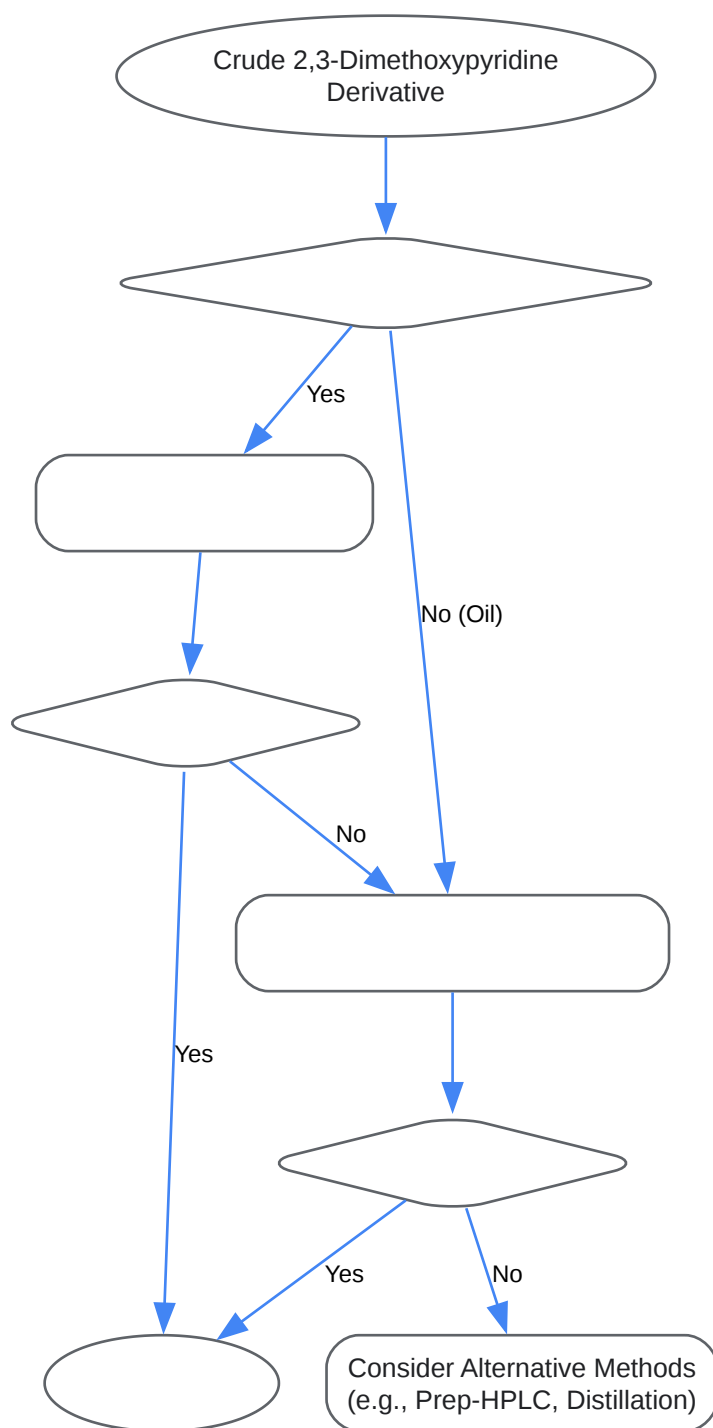 Crude 2,3-Dimethoxypyridine
Derivative
Yes
No (Oil)
No
Yes
Yes
No
Consider Alternative Methods
(e.g., Prep-HPLC, Distillation)